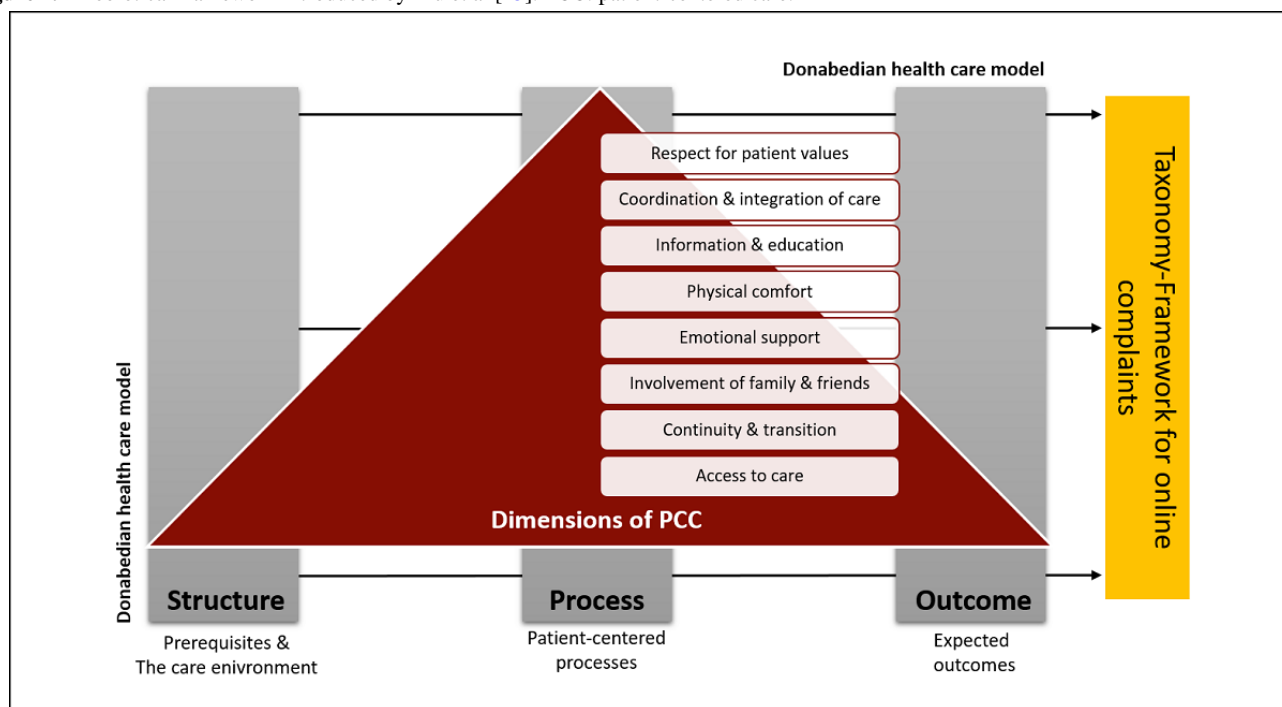 Donabedian health care model
Respect for patient values
Coordination & integration of care
Information & education
Physical comfort
Emotional support
Involvement of family & friends
Continuity & transition
Access to care
Dimensions of PCC
Donabedian health care model
Taxonomy-Framework for online
complaints
Structure
Prerequisites &
The care enivronment
Process
Patient-centered
processes
Outcome
Expected
outcomes